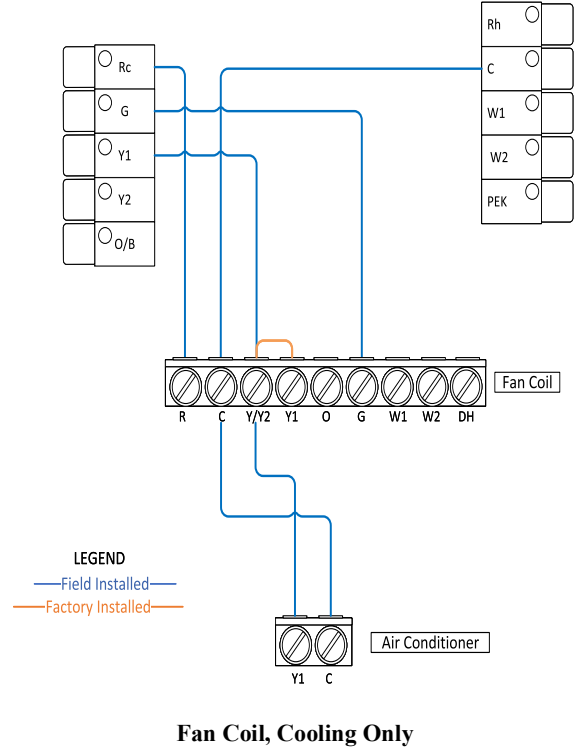 Rh
C
W1
W2
PEK
Rc
G
Y1
Y2
O/B
Fan Coil
R C Y/Y2 Y1 O G W1 W2 DH
LEGEND
Field Installed
Factory Installed
Air Conditioner
Y1 C
Fan Coil, Cooling Only